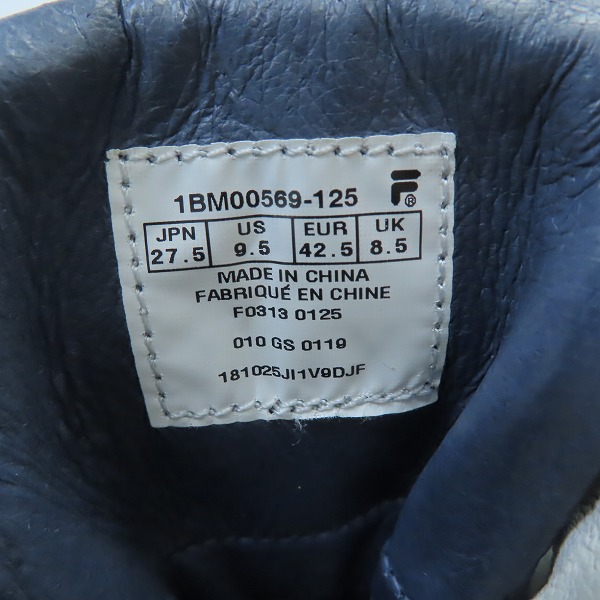 1BM00569-125 F®
JPN US EUR UK
27.5 9.5 42.5 8.5
MADE IN CHINA
FABRIQUÉ EN CHINE
F0313 0125
010 GS 0119
181025JI1V9DJF